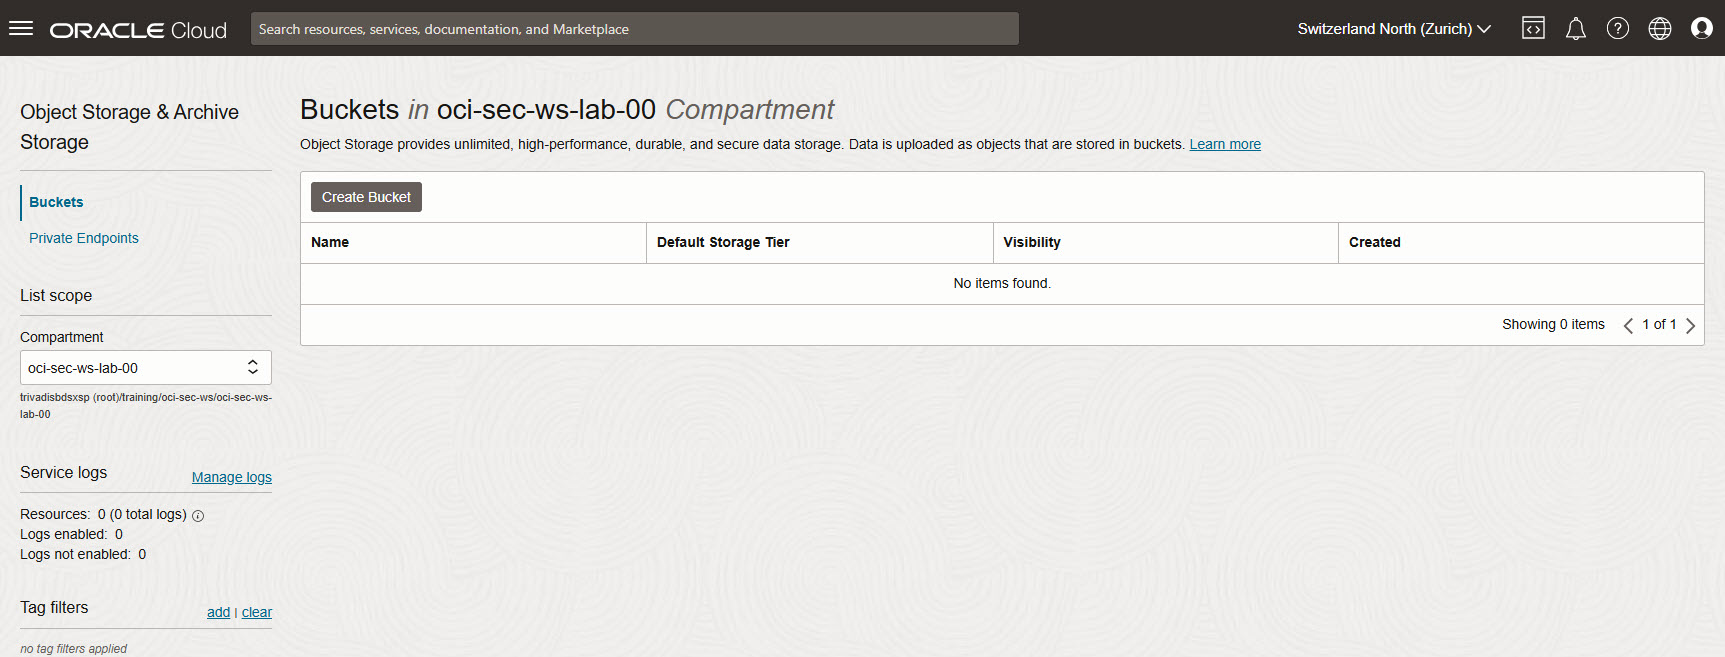 ORACLE Cloud
Search resources, services, documentation, and Marketplace
Switzerland North (Zurich)
Object Storage & Archive
Storage
Buckets
Private Endpoints
List scope
Compartment
oci-sec-ws-lab-00
trivadisbdsxsp (root)/training/oci-sec-ws/oci-sec-ws-
lab-00
Service logs
Manage logs
Resources: 0 (0 total logs)
Logs enabled: 0
Logs not enabled: 0
Tag filters
add | clear
no tag filters applied
Buckets in oci-sec-ws-lab-00 Compartment
Object Storage provides unlimited, high-performance, durable, and secure data storage. Data is uploaded as objects that are stored in buckets. Learn more
Create Bucket
Name Default Storage Tier Visibility Created
No items found.
Showing 0 items 1 of 1